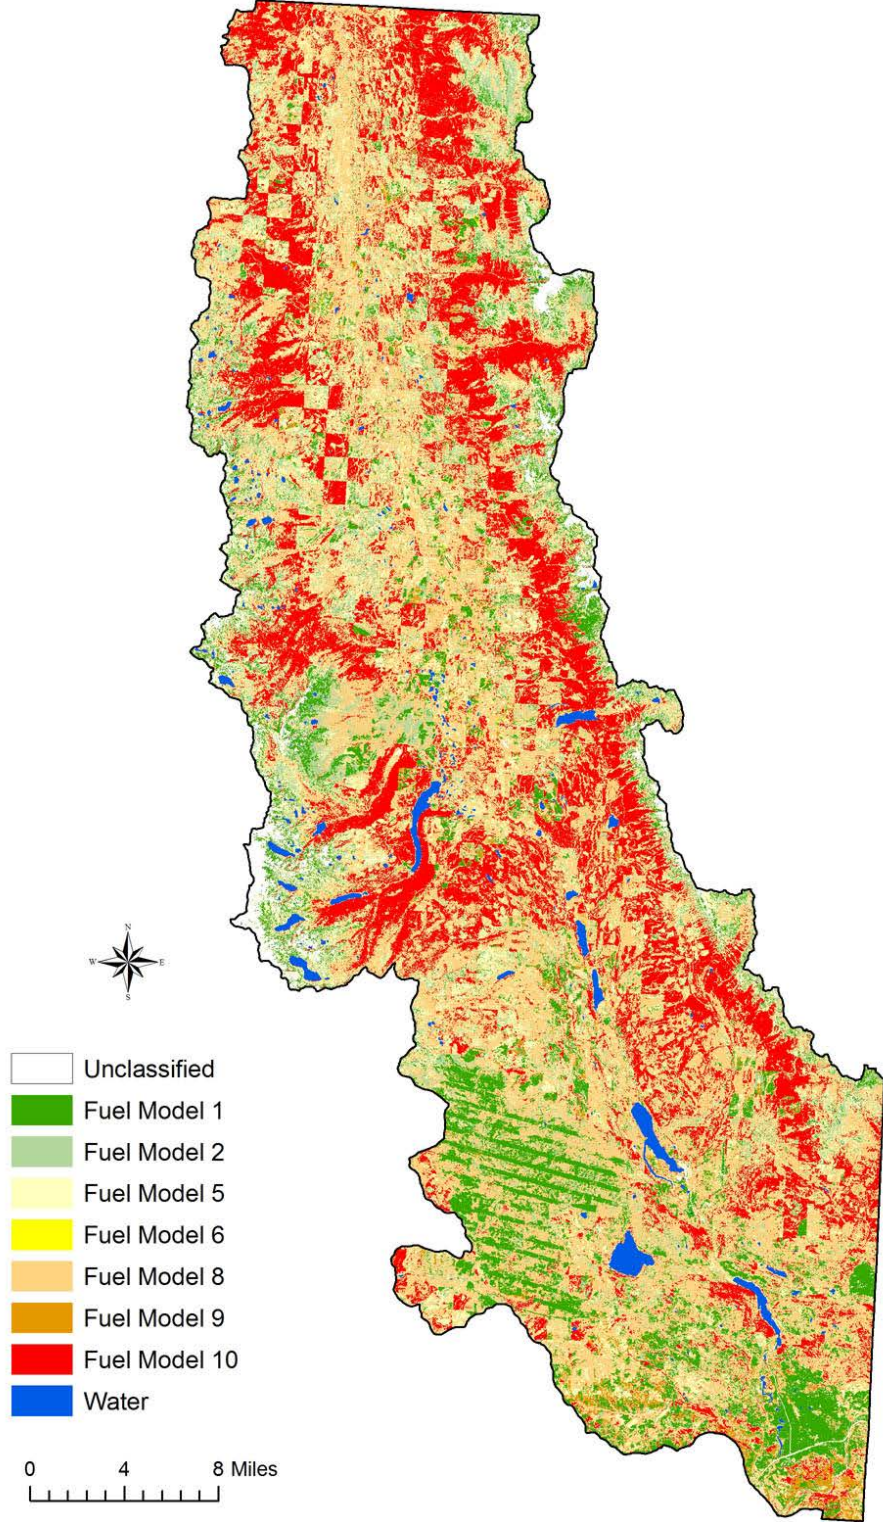 N
W E
S
Unclassified
Fuel Model 1
Fuel Model 2
Fuel Model 5
Fuel Model 6
Fuel Model 8
Fuel Model 9
Fuel Model 10
Water
0 4 8 Miles